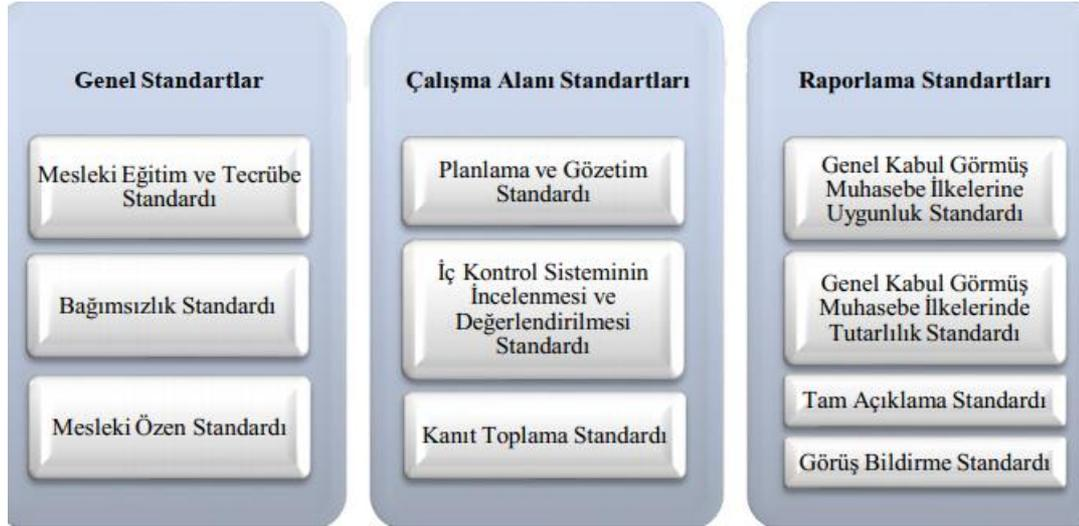 Genel Standartlar
Mesleki Eğitim ve Tecrübe
Standardı
Bağımsızlık Standardı
Mesleki Özen Standardı
Çalışma Alanı Standartları
Planlama ve Gözetim
Standardı
İç Kontrol Sisteminin
İncelenmesi ve
Değerlendirilmesi
Standardı
Kanıt Toplama Standardı
Raporlama Standartları
Genel Kabul Görmüş
Muhasebe İlkelerine
Uygunluk Standardı
Genel Kabul Görmüş
Muhasebe İlkelerinde
Tutarlılık Standardı
Tam Açıklama Standardı
Görüş Bildirme Standardı